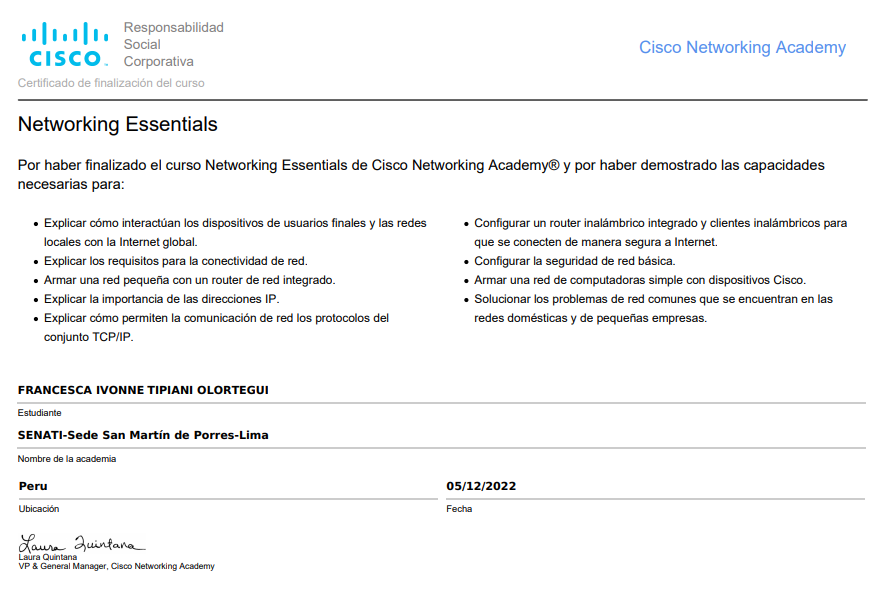 Responsabilidad
Social
Corporativa
CISCO
Cisco Networking Academy
Certificado de finalización del curso
Networking Essentials
Por haber finalizado el curso Networking Essentials de Cisco Networking Academy® y por haber demostrado las capacidades
necesarias para:
• Explicar cómo interactúan los dispositivos de usuarios finales y las redes
locales con la Internet global.
• Explicar los requisitos para la conectividad de red.
• Armar una red pequeña con un router de red integrado.
• Explicar la importancia de las direcciones IP.
• Explicar cómo permiten la comunicación de red los protocolos del
conjunto TCP/IP.
• Configurar un router inalámbrico integrado y clientes inalámbricos para
que se conecten de manera segura a Internet.
• Configurar la seguridad de red básica.
• Armar una red de computadoras simple con dispositivos Cisco.
• Solucionar los problemas de red comunes que se encuentran en las
redes domésticas y de pequeñas empresas.
FRANCESCA IVONNE TIPIANI OLORTEGUI
Estudiante
SENATI-Sede San Martín de Porres-Lima
Nombre de la academia
Peru
Ubicación
05/12/2022
Fecha
Laura Quintana
Laura Quintana
VP & General Manager, Cisco Networking Academy